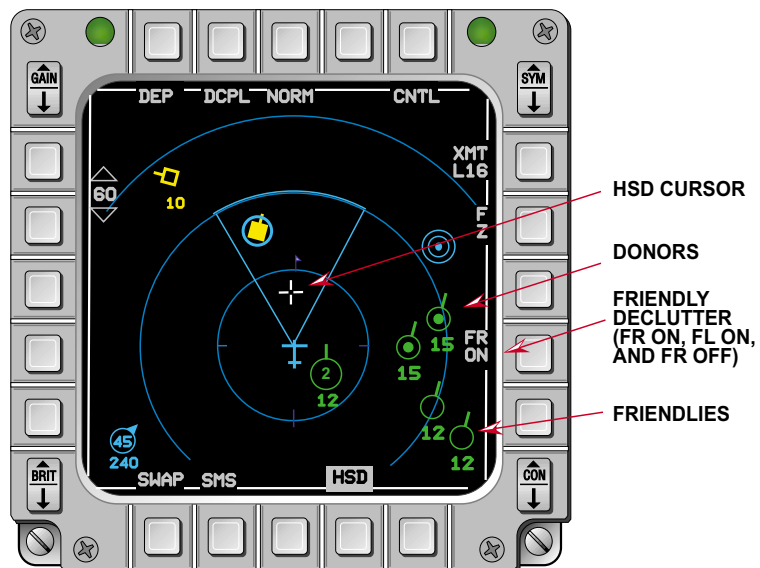 GAIN
SYM
DEP DCPL NORM CNTL
XMT
L16
60
10
F
Z
HSD CURSOR
DONORS
FRIENDLY
DECLUTTER
(FR ON, FL ON,
AND FR OFF)
FR
ON
15
15
2
12
12
12
FRIENDLIES
45
240
SWAP SMS HSD
BRIT
CON